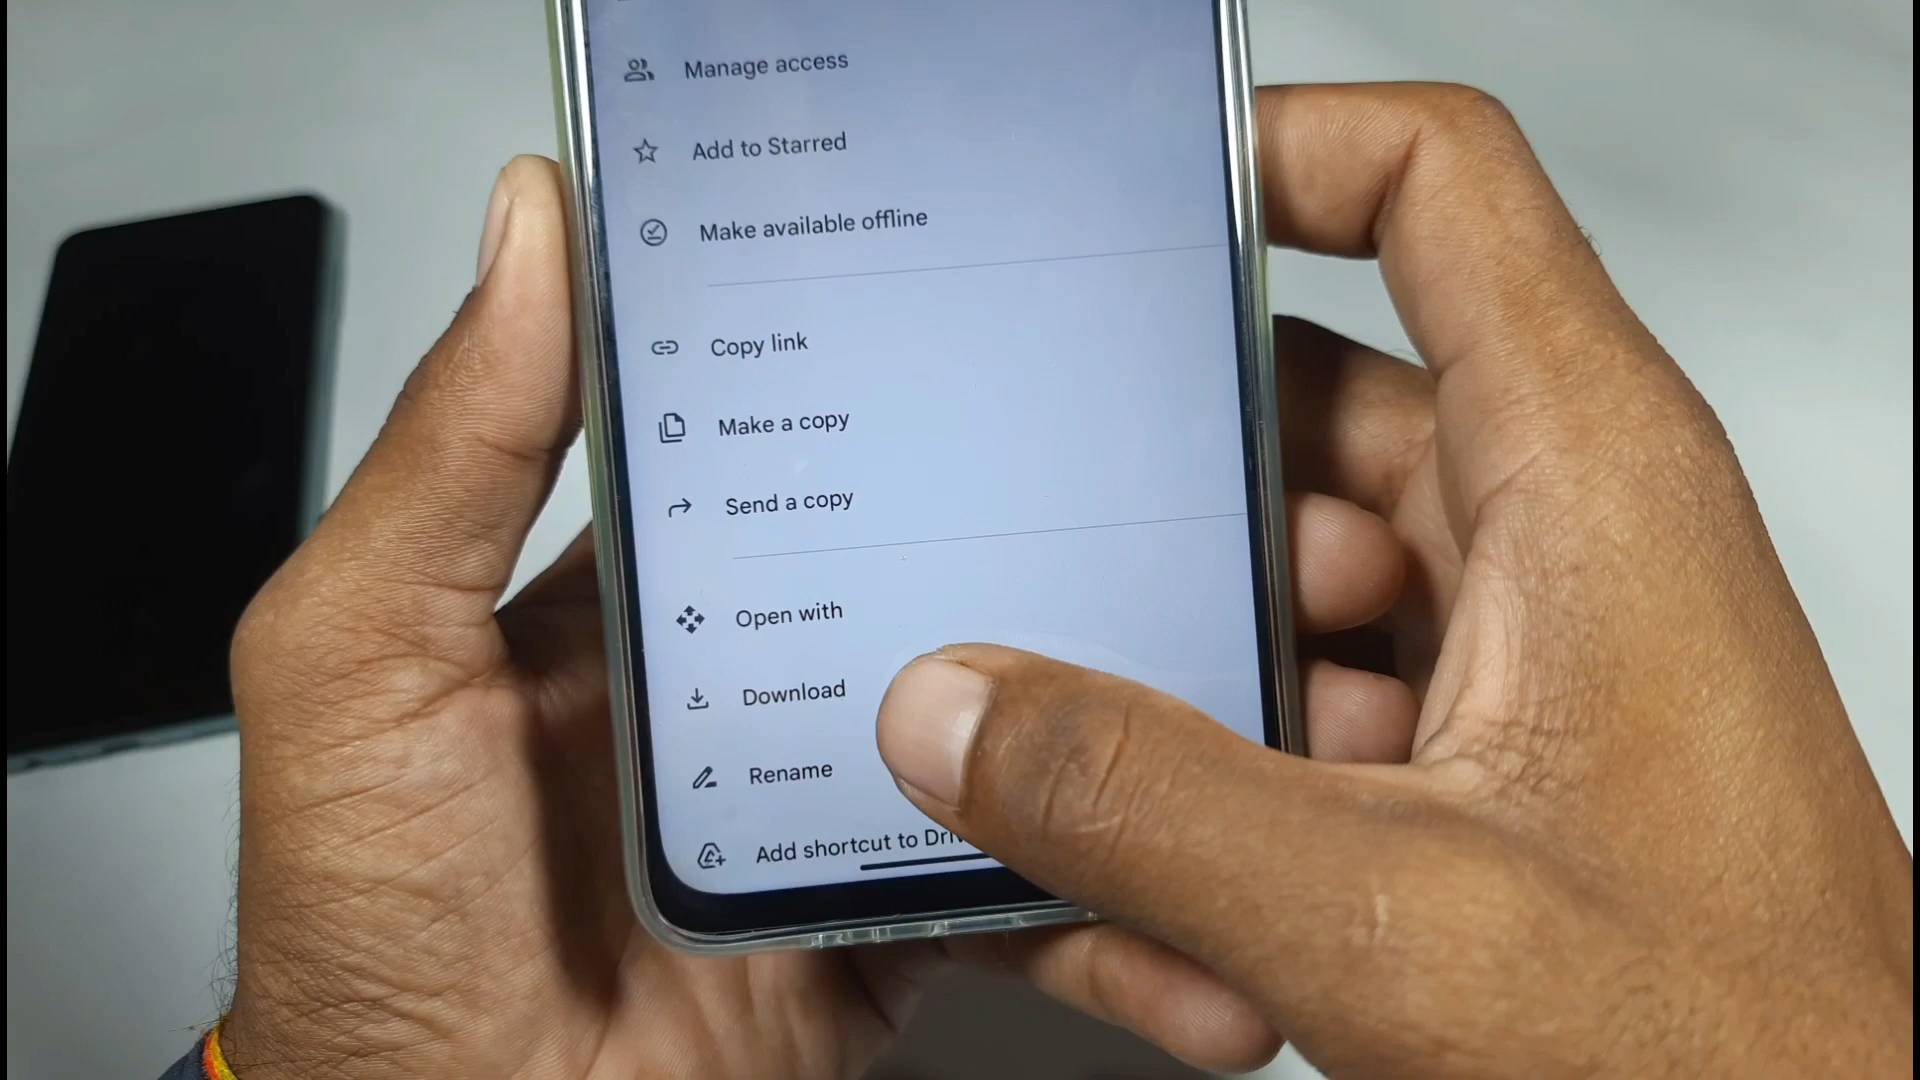 Manage access
Add to Starred
Make available offline
Copy link
Make a copy
Send a copy
Open with
Download
Rename
Add shortcut to